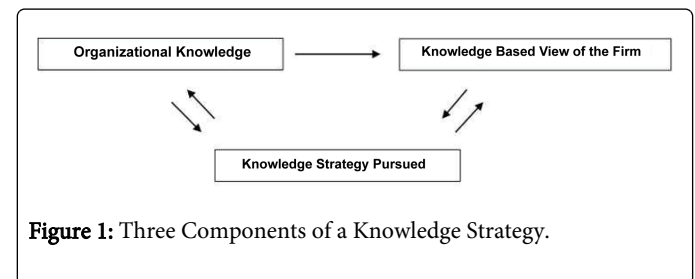 Organizational Knowledge
Knowledge Based View of the Firm
Knowledge Strategy Pursued
Figure 1: Three Components of a Knowledge Strategy.